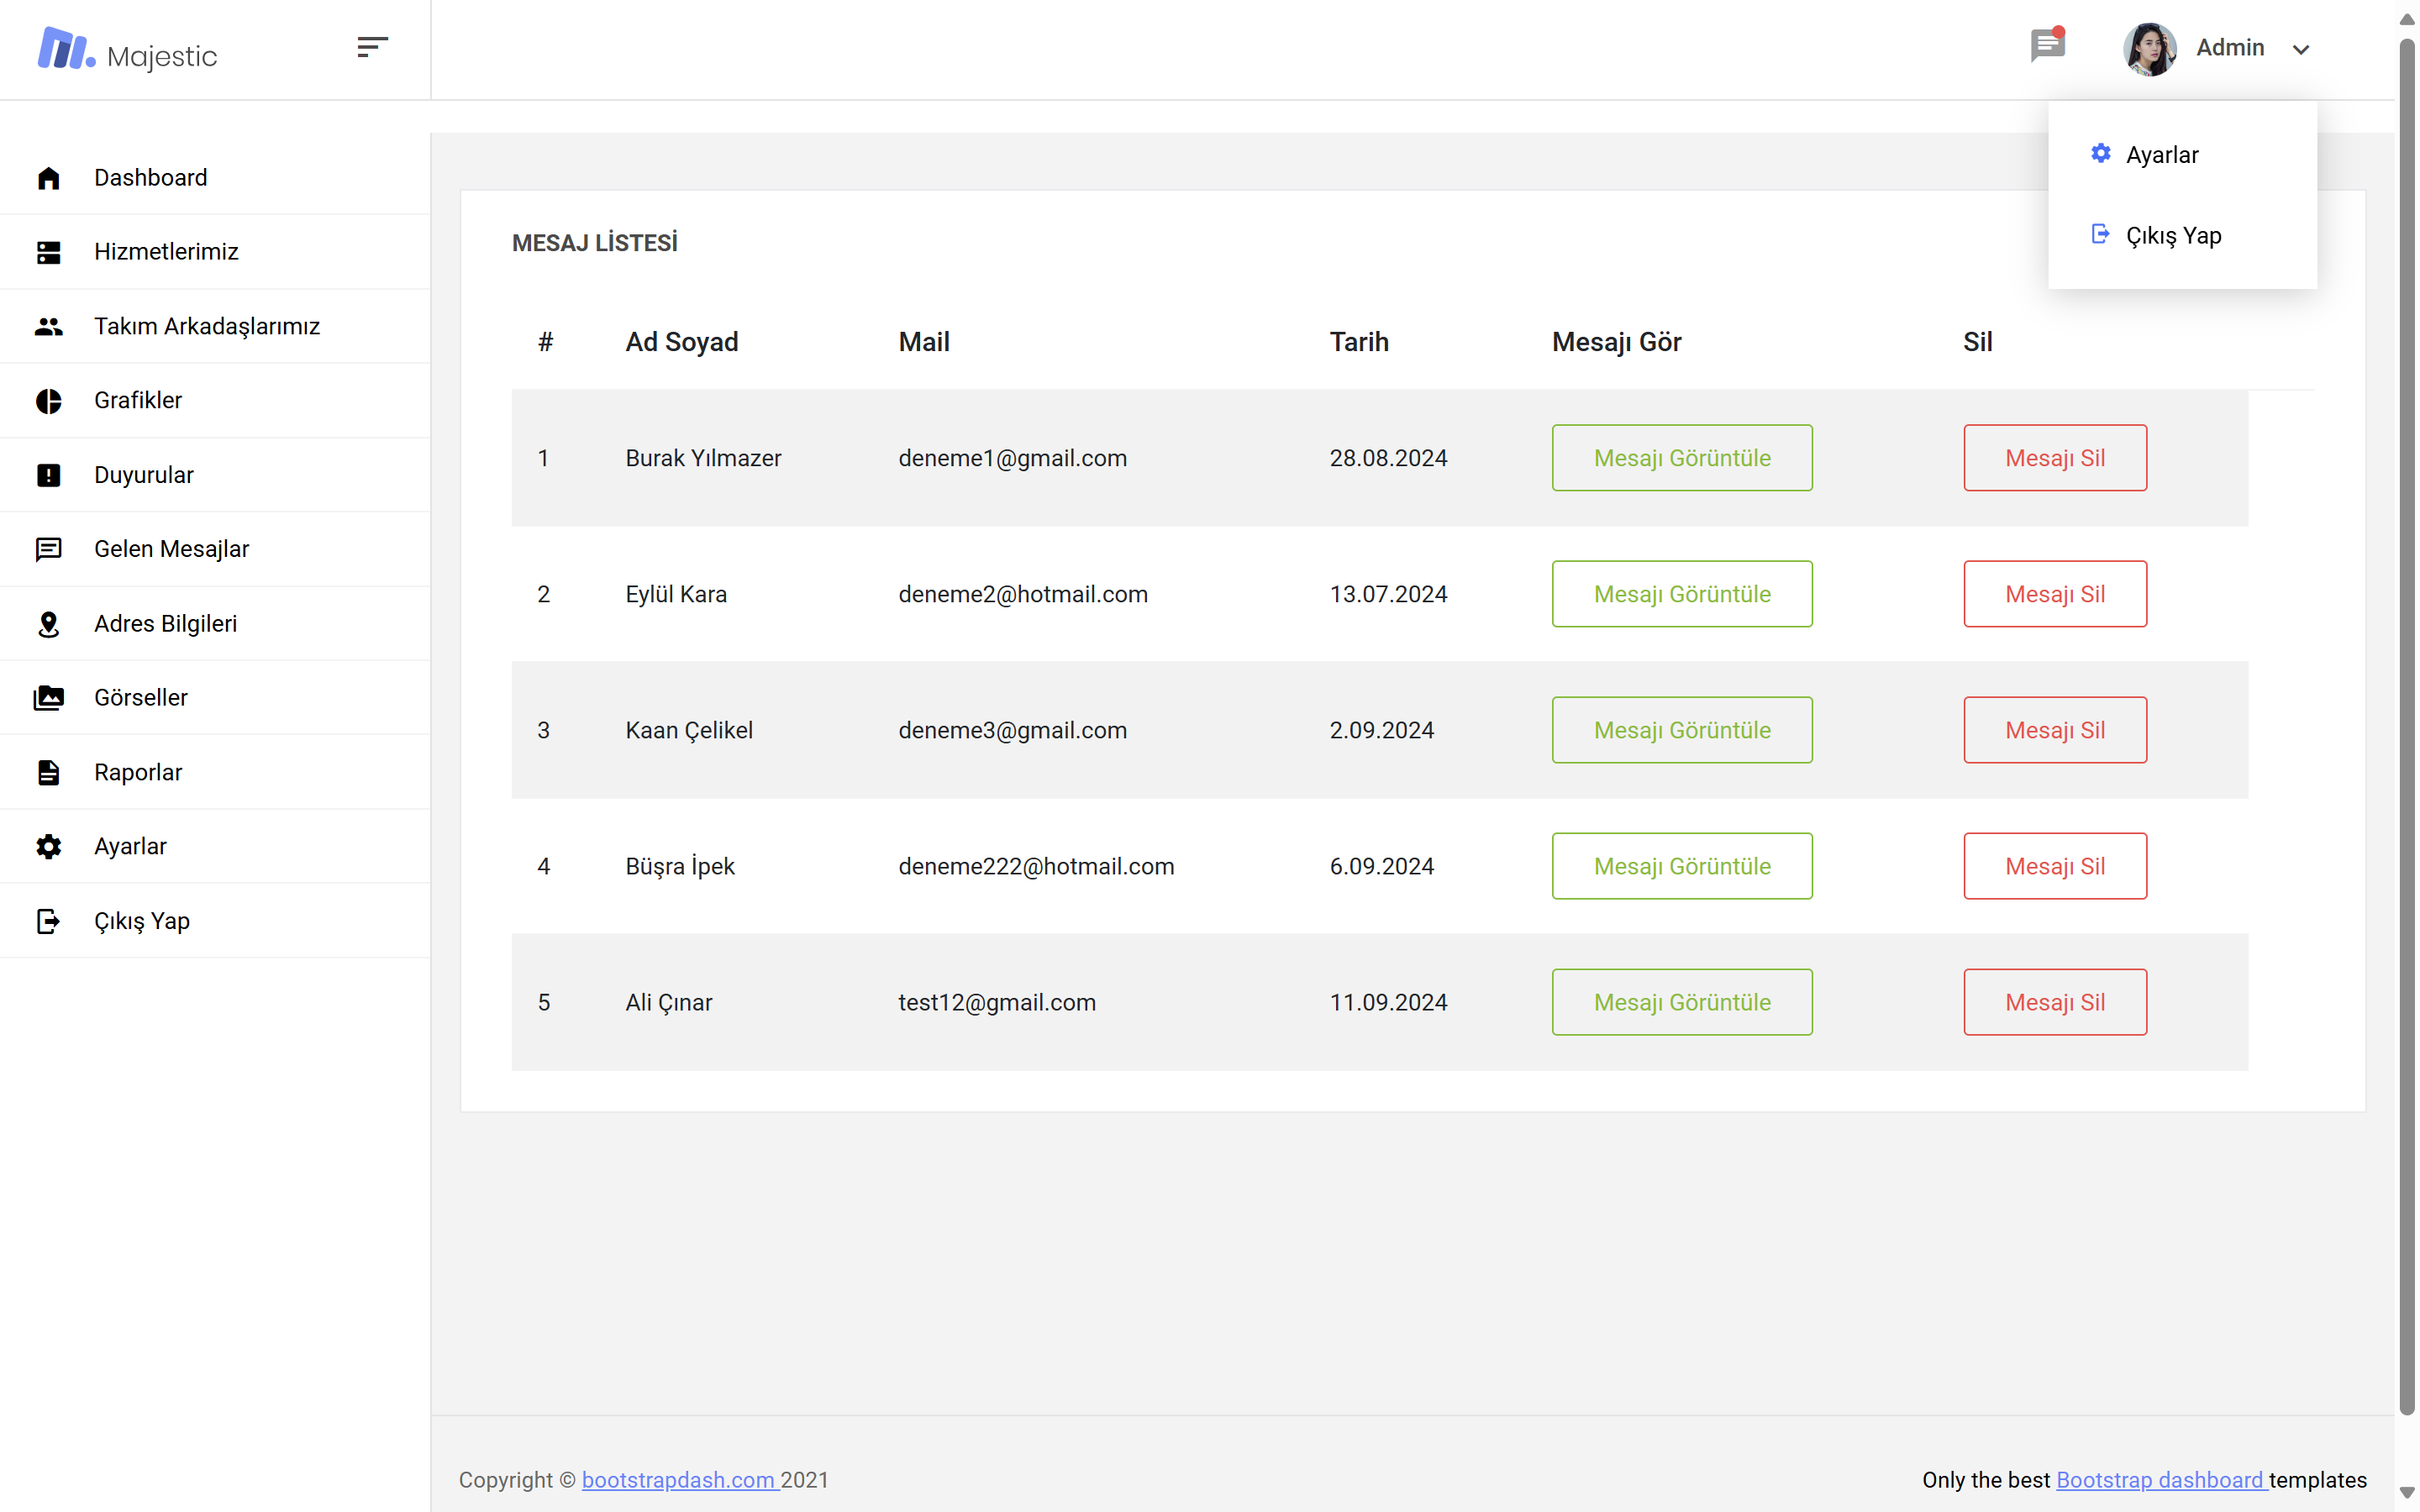 Majestic
Admin
Ayarlar
Çıkış Yap
Dashboard
Hizmetlerimiz
Takım Arkadaşlarımız
Grafikler
Duyurular
Gelen Mesajlar
Adres Bilgileri
Görseller
Raporlar
Ayarlar
Çıkış Yap
MESAJ LİSTESİ
# Ad Soyad Mail Tarih Mesajı Gör Sil
1 Burak Yılmazer deneme1@gmail.com 28.08.2024 Mesajı Görüntüle Mesajı Sil
2 Eylül Kara deneme2@hotmail.com 13.07.2024 Mesajı Görüntüle Mesajı Sil
3 Kaan Çelikel deneme3@gmail.com 2.09.2024 Mesajı Görüntüle Mesajı Sil
4 Büşra İpek deneme222@hotmail.com 6.09.2024 Mesajı Görüntüle Mesajı Sil
5 Ali Çınar test12@gmail.com 11.09.2024 Mesajı Görüntüle Mesajı Sil
Copyright © bootstrapdash.com 2021
Only the best Bootstrap dashboard templates